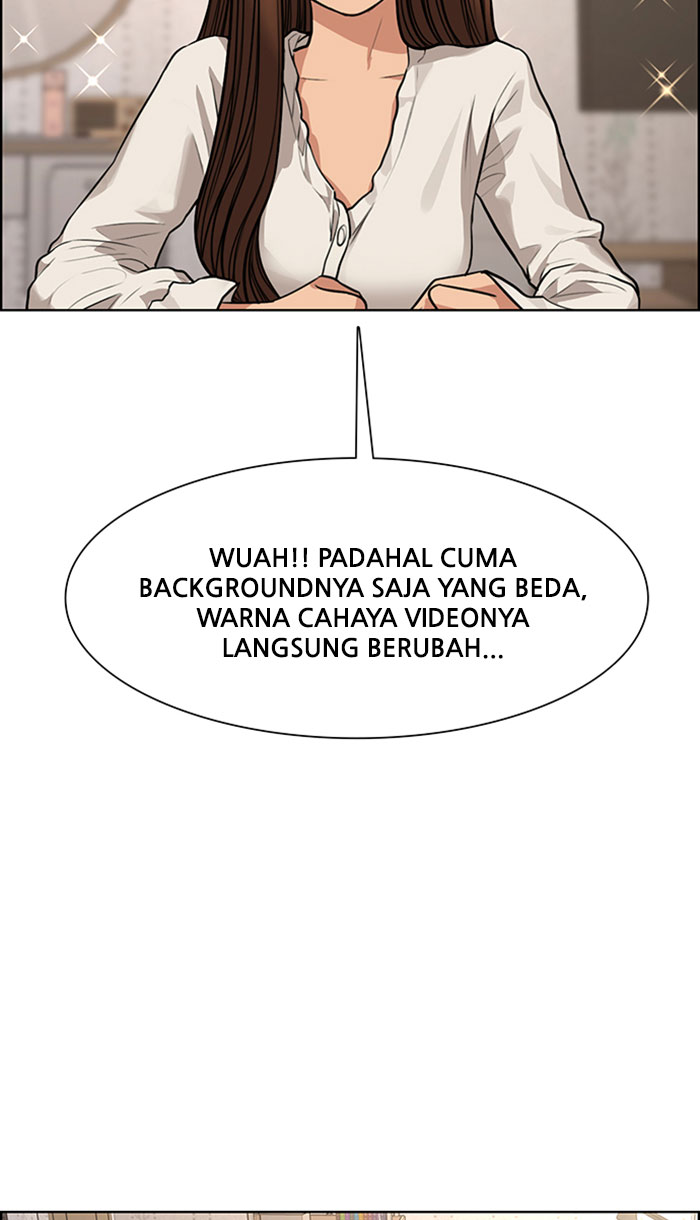 WUAH!! PADAHAL CUMA
BACKGROUNDNYA SAJA YANG BEDA,
WARNA CAHAYA VIDEONYA
LANGSUNG BERUBAH...